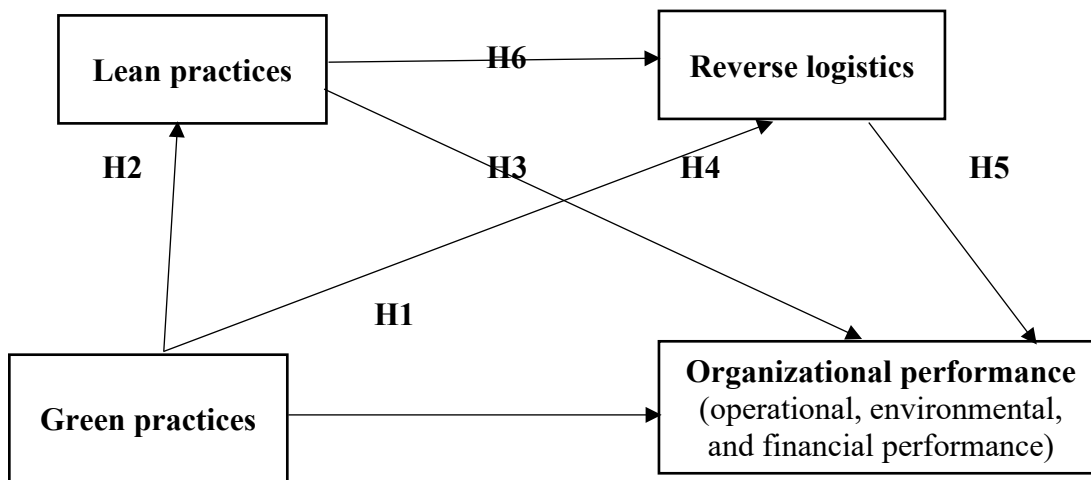 Lean practices
H6
Reverse logistics
H2
H3
H4
H5
H1
Green practices
Organizational performance
(operational, environmental,
and financial performance)